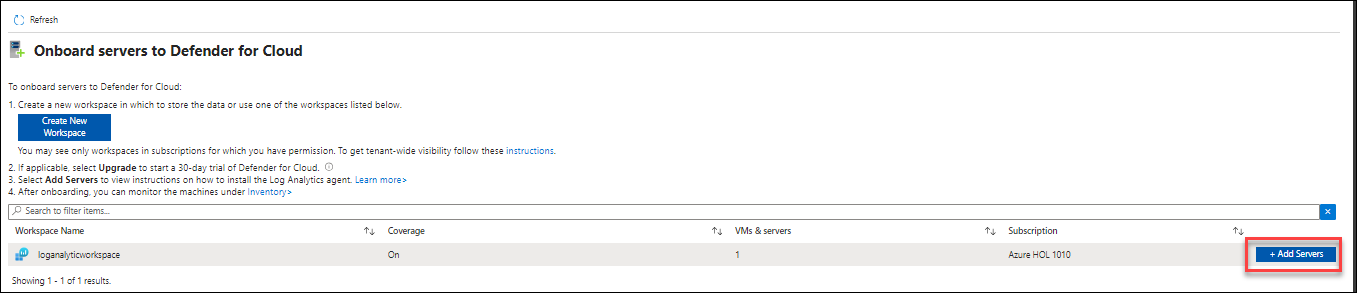 Refresh
Onboard servers to Defender for Cloud
To onboard servers to Defender for Cloud:
1. Create a new workspace in which to store the data or use one of the workspaces listed below.
Create New
Workspace
You may see only workspaces in subscriptions for which you have permission. To get tenant-wide visibility follow these instructions.
2. If applicable, select Upgrade to start a 30-day trial of Defender for Cloud.
3. Select Add Servers to view instructions on how to install the Log Analytics agent. Learn more>
4. After onboarding, you can monitor the machines under Inventory>
Search to filter items...
Workspace Name Coverage VMs & servers Subscription
loganalyticworkspace On 1 Azure HOL 1010 + Add Servers
Showing 1 - 1 of 1 results.